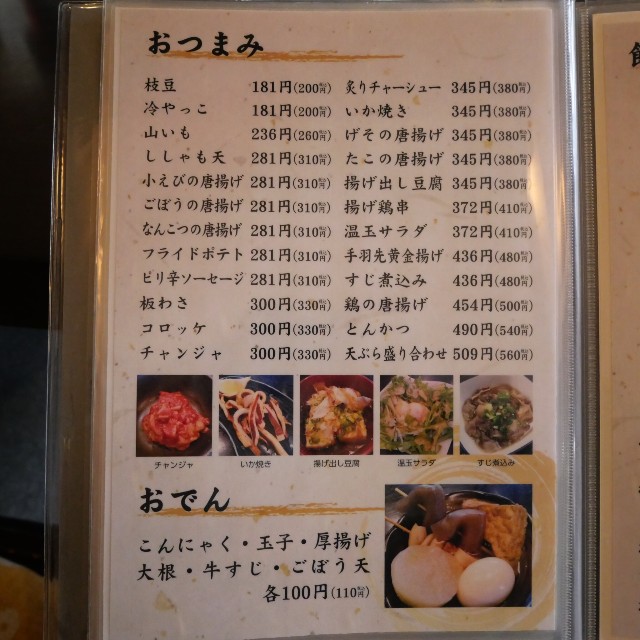 おつまみ
枝豆 181円(200円)
冷やっこ 181円(200円)
山いも 236円(260円)
ししゃも天 281円(310円)
小えびの唐揚げ 281円(310円)
ごぼうの唐揚げ 281円(310円)
なんこつの唐揚げ 281円(310円)
フライドポテト 281円(310円)
ピリ辛ソーセージ 281円(310円)
板わさ 300円(330円)
コロッケ 300円(330円)
チャンジャ 300円(330円)
炙りチャーシュー 345円(380円)
いか焼き 345円(380円)
げその唐揚げ 345円(380円)
たこの唐揚げ 345円(380円)
揚げ出し豆腐 345円(380円)
揚げ鶏串 372円(410円)
温玉サラダ 372円(410円)
手羽先黄金揚げ 436円(480円)
すじ煮込み 436円(480円)
鶏の唐揚げ 454円(500円)
とんかつ 490円(540円)
天ぷら盛り合わせ 509円(560円)
チャンジャ
いか焼き
揚げ出し豆腐
温玉サラダ
すじ煮込み
おでん
こんにゃく・玉子・厚揚げ
大根・牛すじ・ごぼう天
各100円(110円)